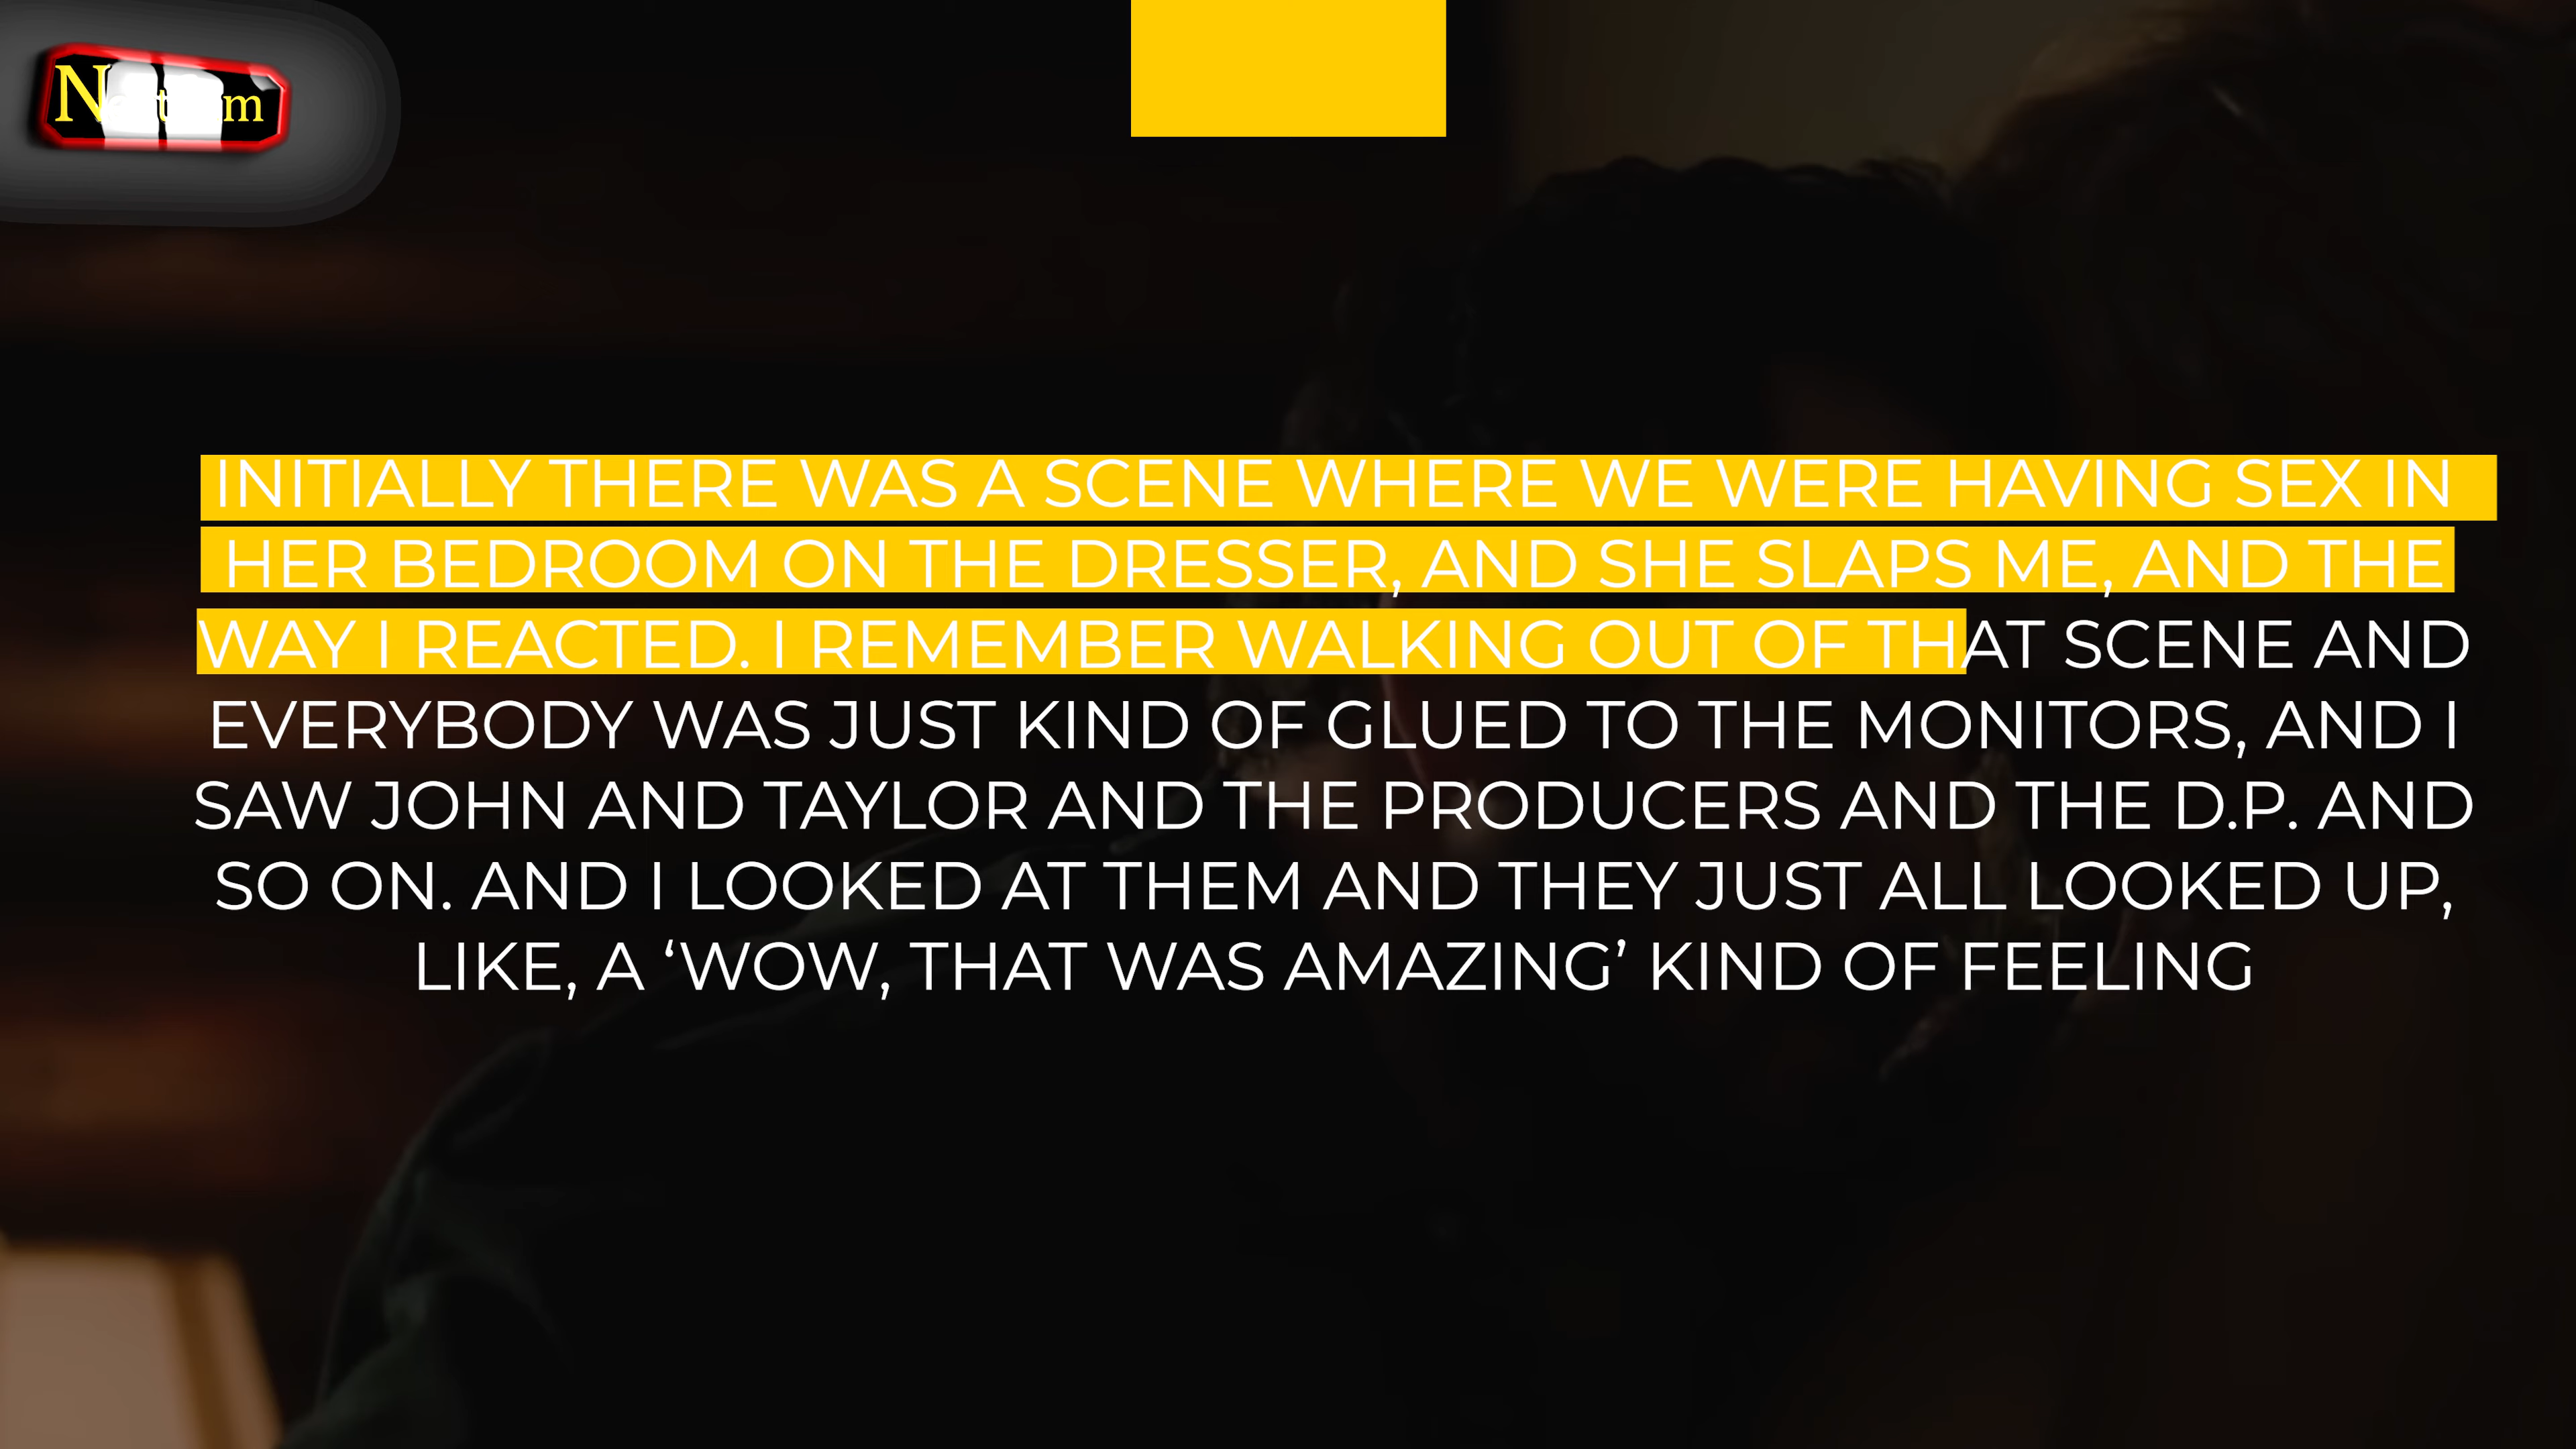 INITIALLY THERE WAS A SCENE WHERE WE WERE HAVING SEX IN
HER BEDROOM ON THE DRESSER, AND SHE SLAPS ME, AND THE
WAY I REACTED. I REMEMBER WALKING OUT OF THAT SCENE AND
EVERYBODY WAS JUST KIND OF GLUED TO THE MONITORS, AND I
SAW JOHN AND TAYLOR AND THE PRODUCERS AND THE D.P. AND
SO ON. AND I LOOKED AT THEM AND THEY JUST ALL LOOKED UP,
LIKE, A ‘WOW, THAT WAS AMAZING’ KIND OF FEELING